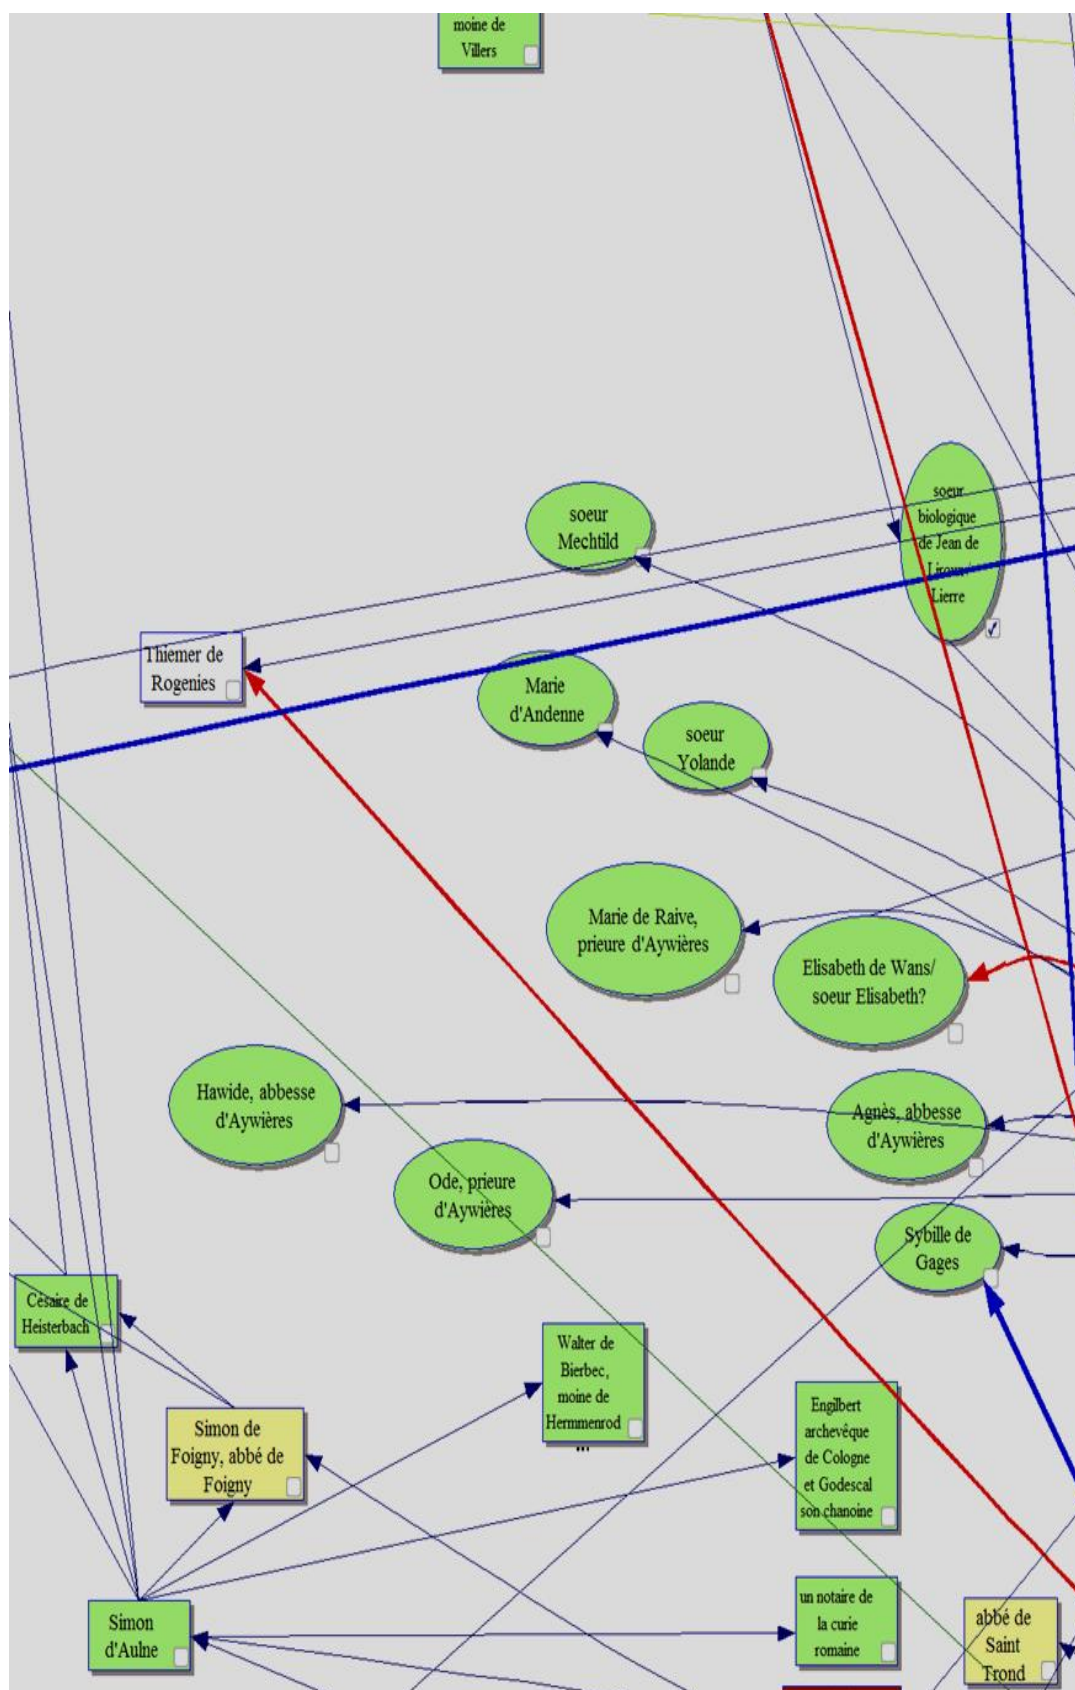 moine de
Villers
soeur
biologique
de Jean de
Liroux/
Lierre
soeur
Mechtild
Thiemer de
Rogenies
Marie
d'Andenne
soeur
Yolande
Marie de Raive,
prieure d'Aywières
Elisabeth de Wans/
soeur Elisabeth?
Hawide, abbesse
d'Aywières
Agnès, abbesse
d'Aywières
Ode, prieure
d'Aywières
Sybille de
Gages
Césaire de
Heisterbach
Walter de
Bierbec,
moine de
Hermmenrod
Engilbert
archevêque
de Cologne
et Godescal
son chanoine
Simon de
Foigny, abbé de
Foigny
Simon
d'Aulne
un notaire de
la curie
romaine
abbé de
Saint
Trond